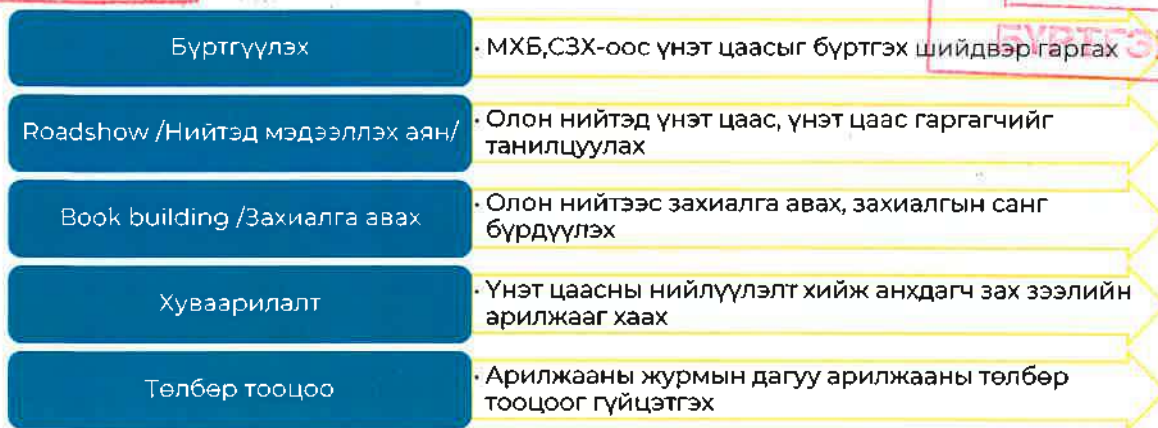 Бүртгүүлэх
· МХБ,СЗХ-оос үнэт цаасыг бүртгэх шийдвэр гаргах
Roadshow /Нийтэд мэдээллэх аян/
· Олон нийтэд үнэт цаас, үнэт цаас гаргагчийг
танилцуулах
Book building /Захиалга авах
· Олон нийтээс захиалга авах, захиалгын санг
бүрдүүлэх
Хуваарилалт
· Үнэт цаасны нийлүүлэлт хийж анхдагч зах зээлийн
арилжааг хаах
Төлбөр тооцоо
· Арилжааны журмын дагуу арилжааны төлбөр
тооцоог гүйцэтгэх